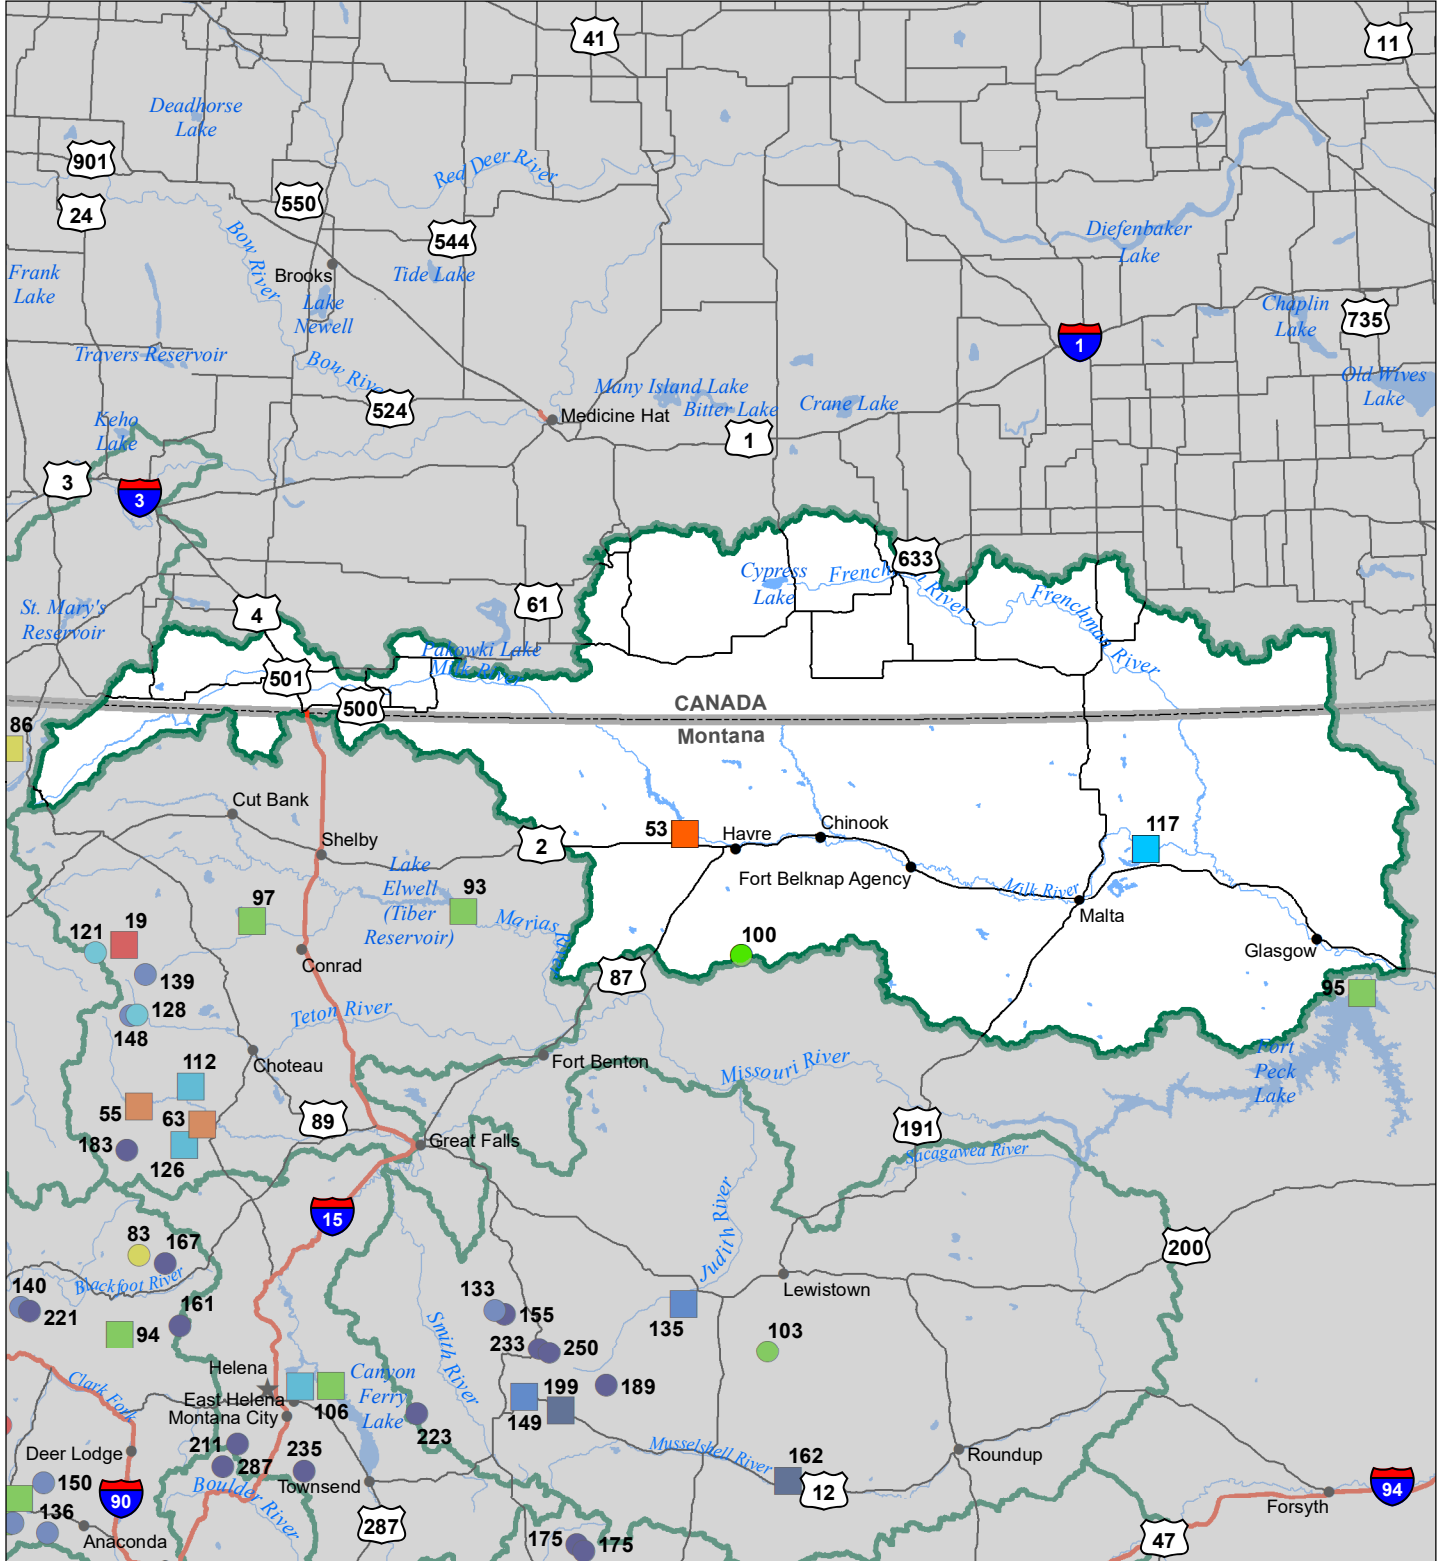 41
11
Deadhorse
Lake
901
Red Deer River
550
24
544
Bow River
Diefenbaker
Lake
Brooks
Tide Lake
Frank
Lake
Lake
Newell
Chaplin
Lake
735
1
Travers Reservoir
Bow River
Many Island Lake
Bitter Lake
Crane Lake
Old Wives
Lake
524
Medicine Hat
Keho
Lake
1
3
3
633
Cypress
Lake
Frenchman River
Frenchman River
61
4
St. Mary's
Reservoir
Pakowki Lake
Milk River
501
500
CANADA
Montana
86
Cut Bank
Shelby
2
53
Havre
Chinook
117
Fort Belknap Agency
Milk River
Malta
Lake
Elwell
(Tiber
Reservoir)
93
Marias River
97
121
19
Conrad
139
100
87
Glasgow
95
128
148
Teton River
Fort Benton
Missouri River
Fort
Peck
Lake
Choteau
112
55
63
89
183
126
Great Falls
191
Sacagawea River
15
Judith River
200
83
167
Blackfoot River
140
221
161
94
133
155
135
Lewistown
233
250
103
Smith River
Helena
East Helena
Montana City
106
Canyon
Ferry
Lake
199
149
189
223
Clark Fork
Deer Lodge
211
287
235
Townsend
Musselshell River
162
12
Roundup
150
90
136
Anaconda
Boulder River
287
175
175
94
Forsyth
47